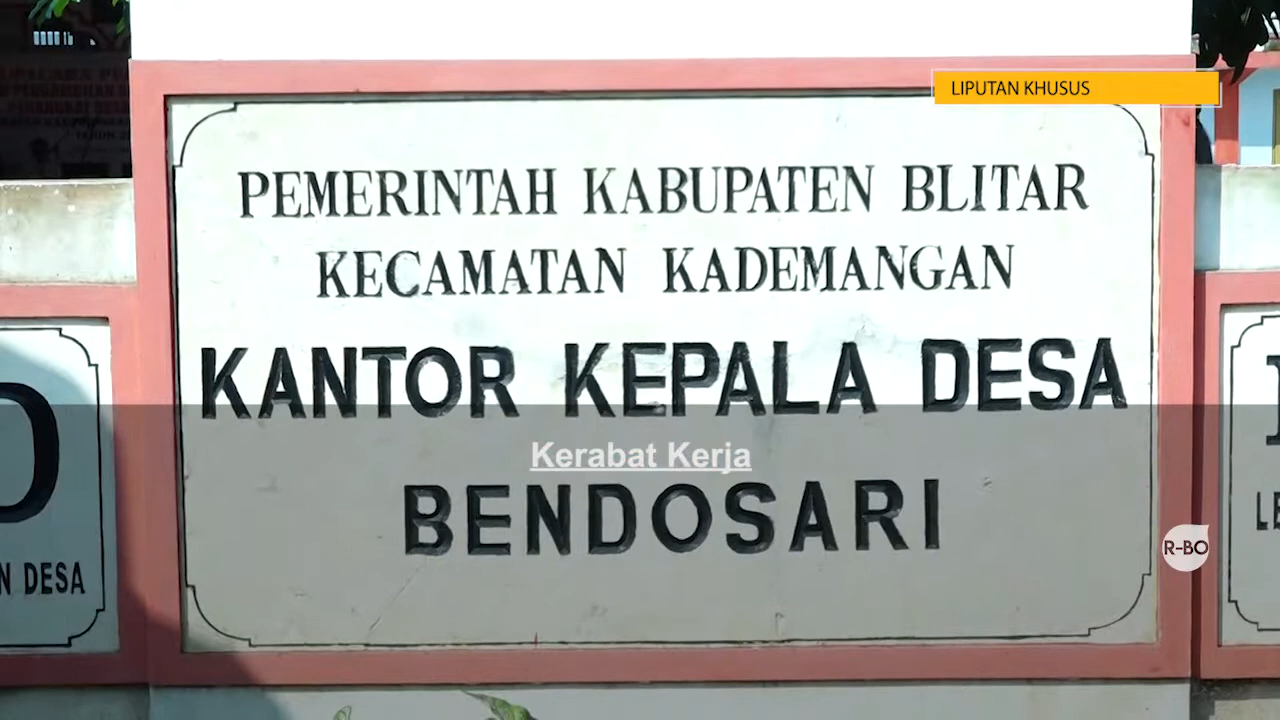 LIPUTAN KHUSUS
PEMERINTAH KABUPATEN BLITAR
KECAMATAN KADEMANGAN
KANTOR KEPALA DESA
Kerabat Kerja
BENDOSARI
R-BO
DESA